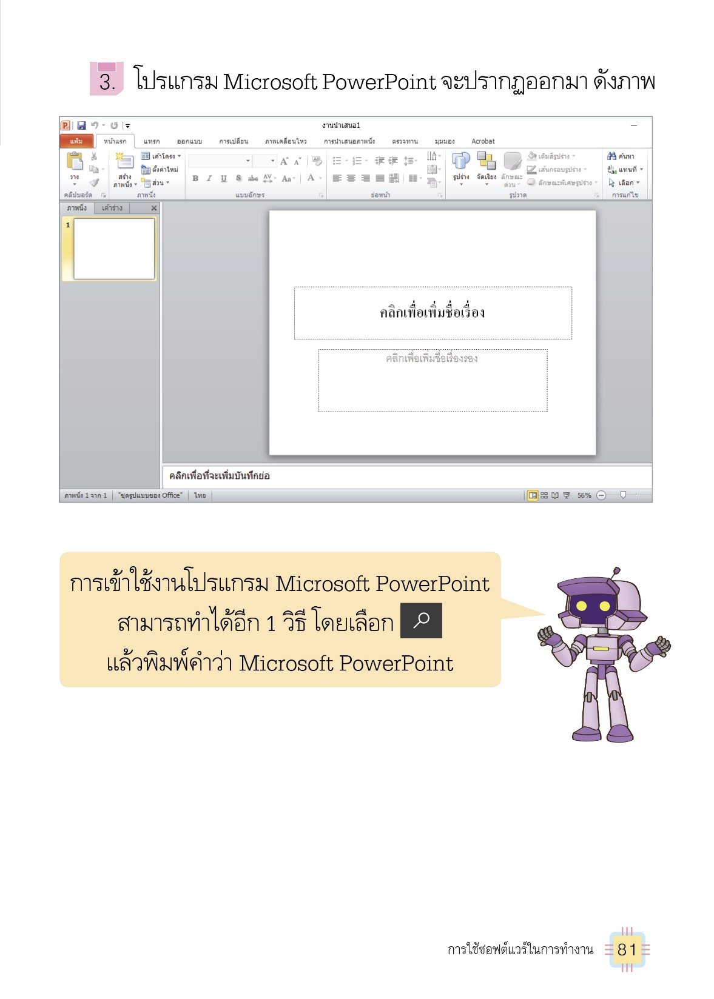 3. โปรแกรม Microsoft PowerPoint จะปรากฏออกมา ดังภาพ
งานนำเสนอ1
แฟ้ม หน้าแรก แทรก ออกแบบ การเปลี่ยน ภาพเคลื่อนไหว การนำเสนอภาพนิ่ง ตรวจทาน มุมมอง Acrobat
วาง
คลิปบอร์ด
สร้าง
ภาพนิ่ง
เค้าโครง
ตั้งค่าใหม่
ส่วน
ภาพนิ่ง
B I U S abc AV Aa A
แบบอักษร
ย่อหน้า
รูปร่าง จัดเรียง ลักษณะ
ด่วน
เติมสีรูปร่าง
เส้นกรอบรูปร่าง
ลักษณะพิเศษรูปร่าง
รูปวาด
ค้นหา
แทนที่
เลือก
การแก้ไข
ภาพนิ่ง เค้าร่าง
1
คลิกเพื่อเพิ่มชื่อเรื่อง
คลิกเพื่อเพิ่มชื่อเรื่องรอง
คลิกเพื่อที่จะเพิ่มบันทึกย่อ
ภาพนิ่ง 1 จาก 1 "ชุดรูปแบบของ Office" ไทย 56%
การเข้าใช้งานโปรแกรม Microsoft PowerPoint
สามารถทำได้อีก 1 วิธี โดยเลือก
แล้วพิมพ์คำว่า Microsoft PowerPoint
การใช้ซอฟต์แวร์ในการทำงาน 81